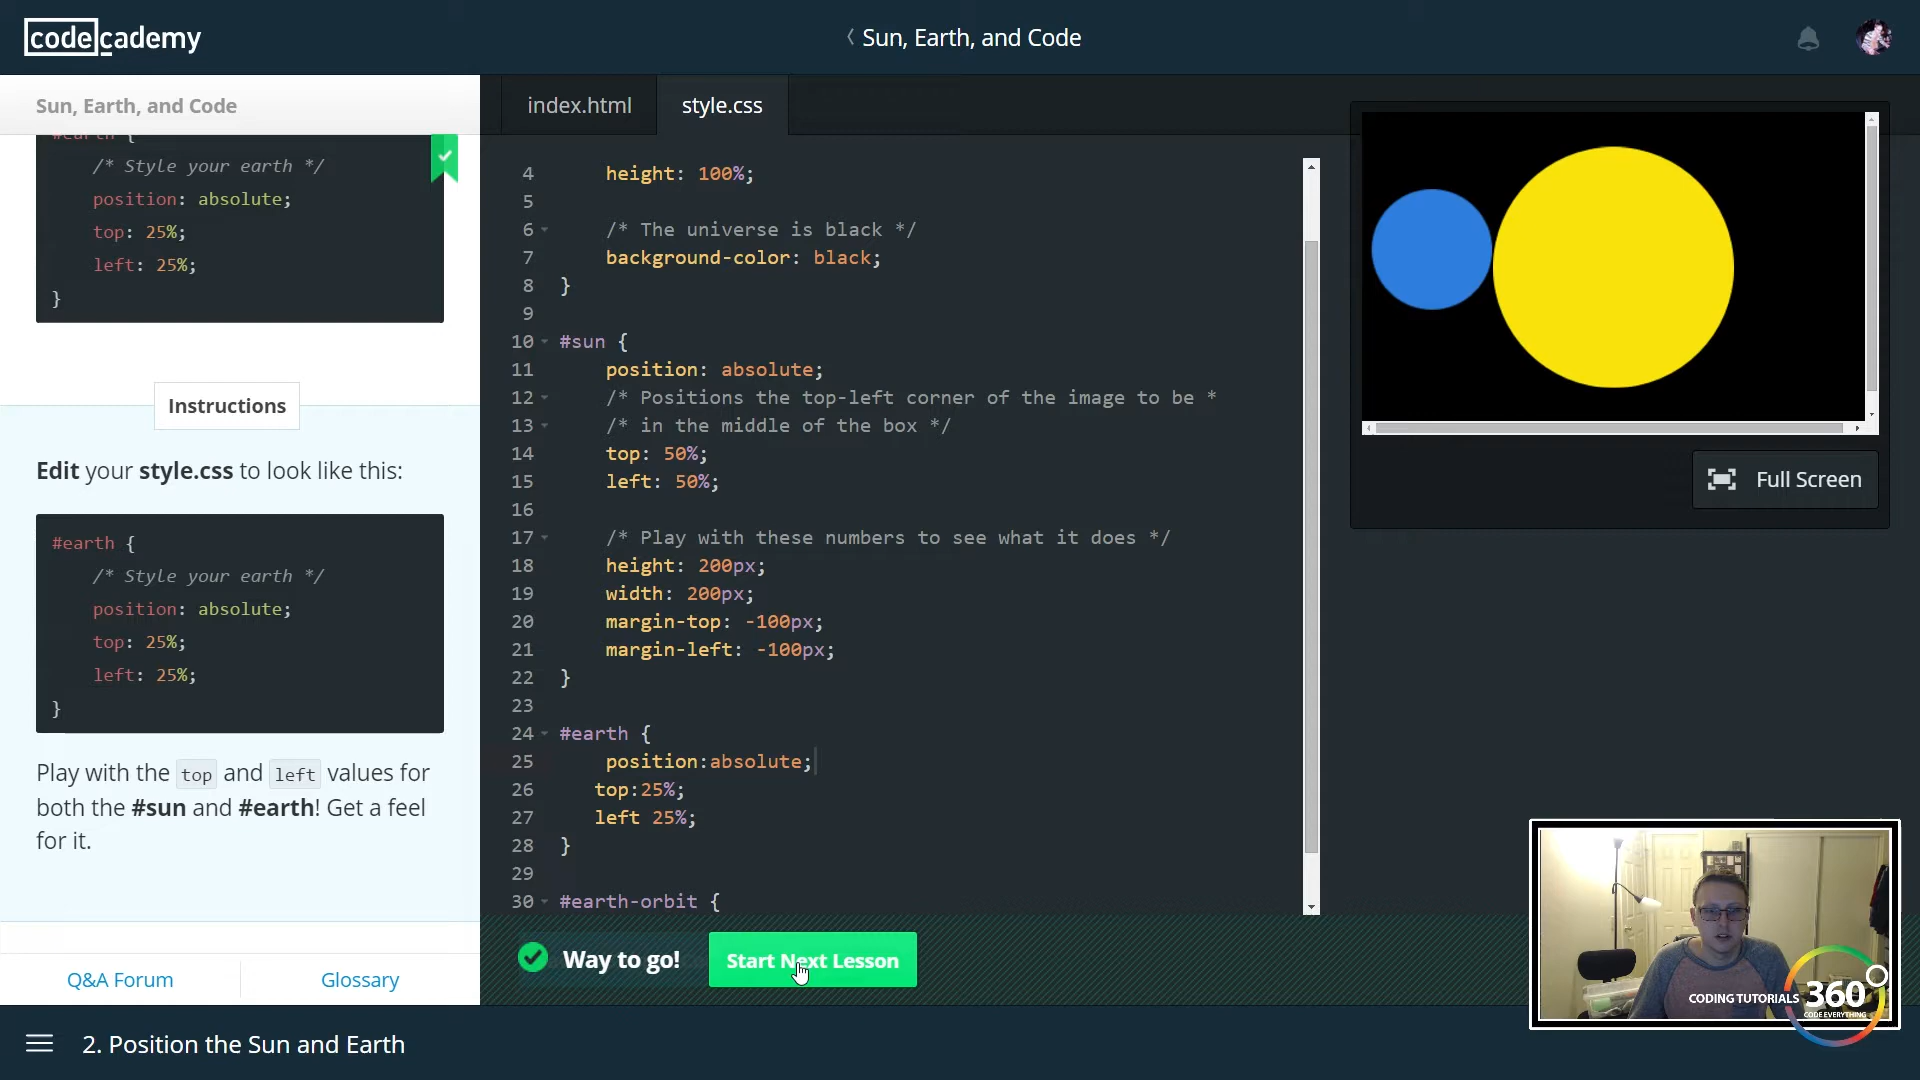 codecademy
Sun, Earth, and Code
Sun, Earth, and Code
#earth {
/* Style your earth */
position: absolute;
top: 25%;
left: 25%;
}
Instructions
Edit your style.css to look like this:
#earth {
/* Style your earth */
position: absolute;
top: 25%;
left: 25%;
}
Play with the top and left values for
both the #sun and #earth! Get a feel
for it.
Q&A Forum
Glossary
index.html
style.css
4 height: 100%;
5
6 /* The universe is black */
7 background-color: black;
8 }
9
10 #sun {
11 position: absolute;
12 /* Positions the top-left corner of the image to be *
13 /* in the middle of the box */
14 top: 50%;
15 left: 50%;
16
17 /* Play with these numbers to see what it does */
18 height: 200px;
19 width: 200px;
20 margin-top: -100px;
21 margin-left: -100px;
22 }
23
24 #earth {
25 position:absolute;
26 top:25%;
27 left 25%;
28 }
29
30 #earth-orbit {
Way to go!
Start Next Lesson
Full Screen
CODING TUTORIALS 360
CODE EVERYTHING
2. Position the Sun and Earth